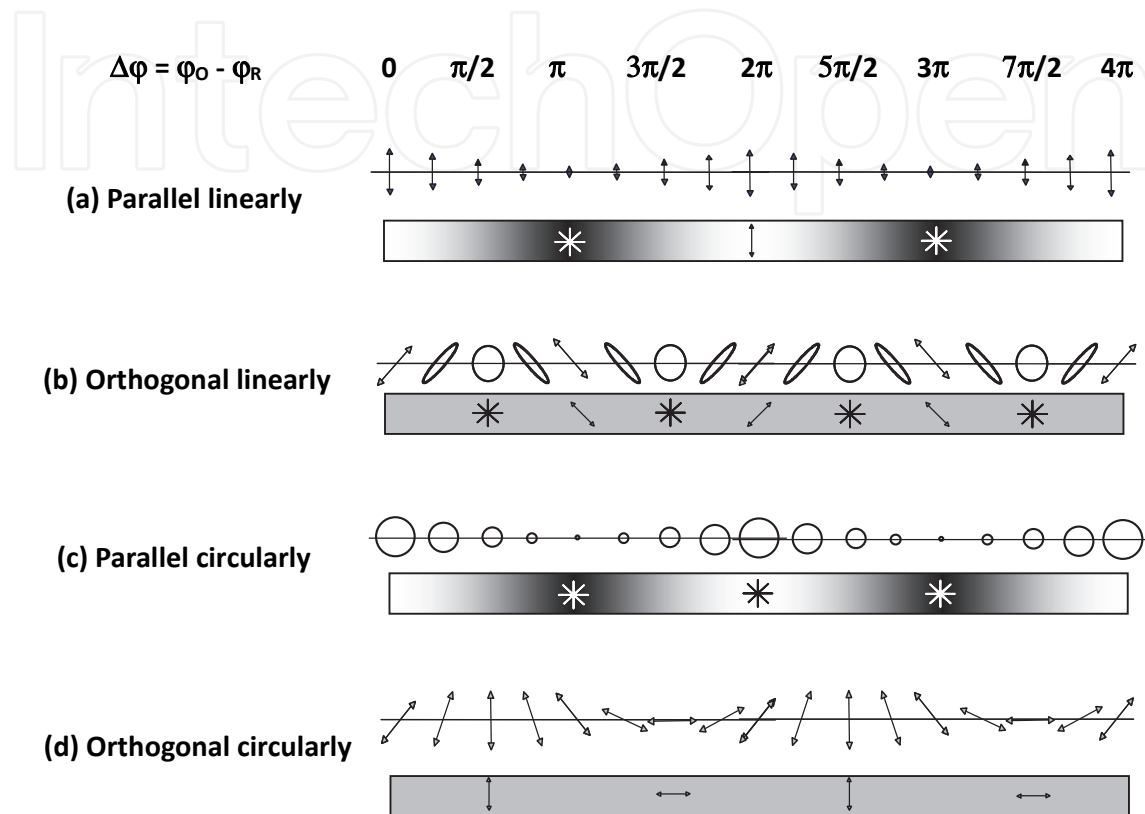 IntechOpen
Δφ = φO - φR 0 π/2 π 3π/2 2π 5π/2 3π 7π/2 4π
(a) Parallel linearly
(b) Orthogonal linearly
(c) Parallel circularly
(d) Orthogonal circularly